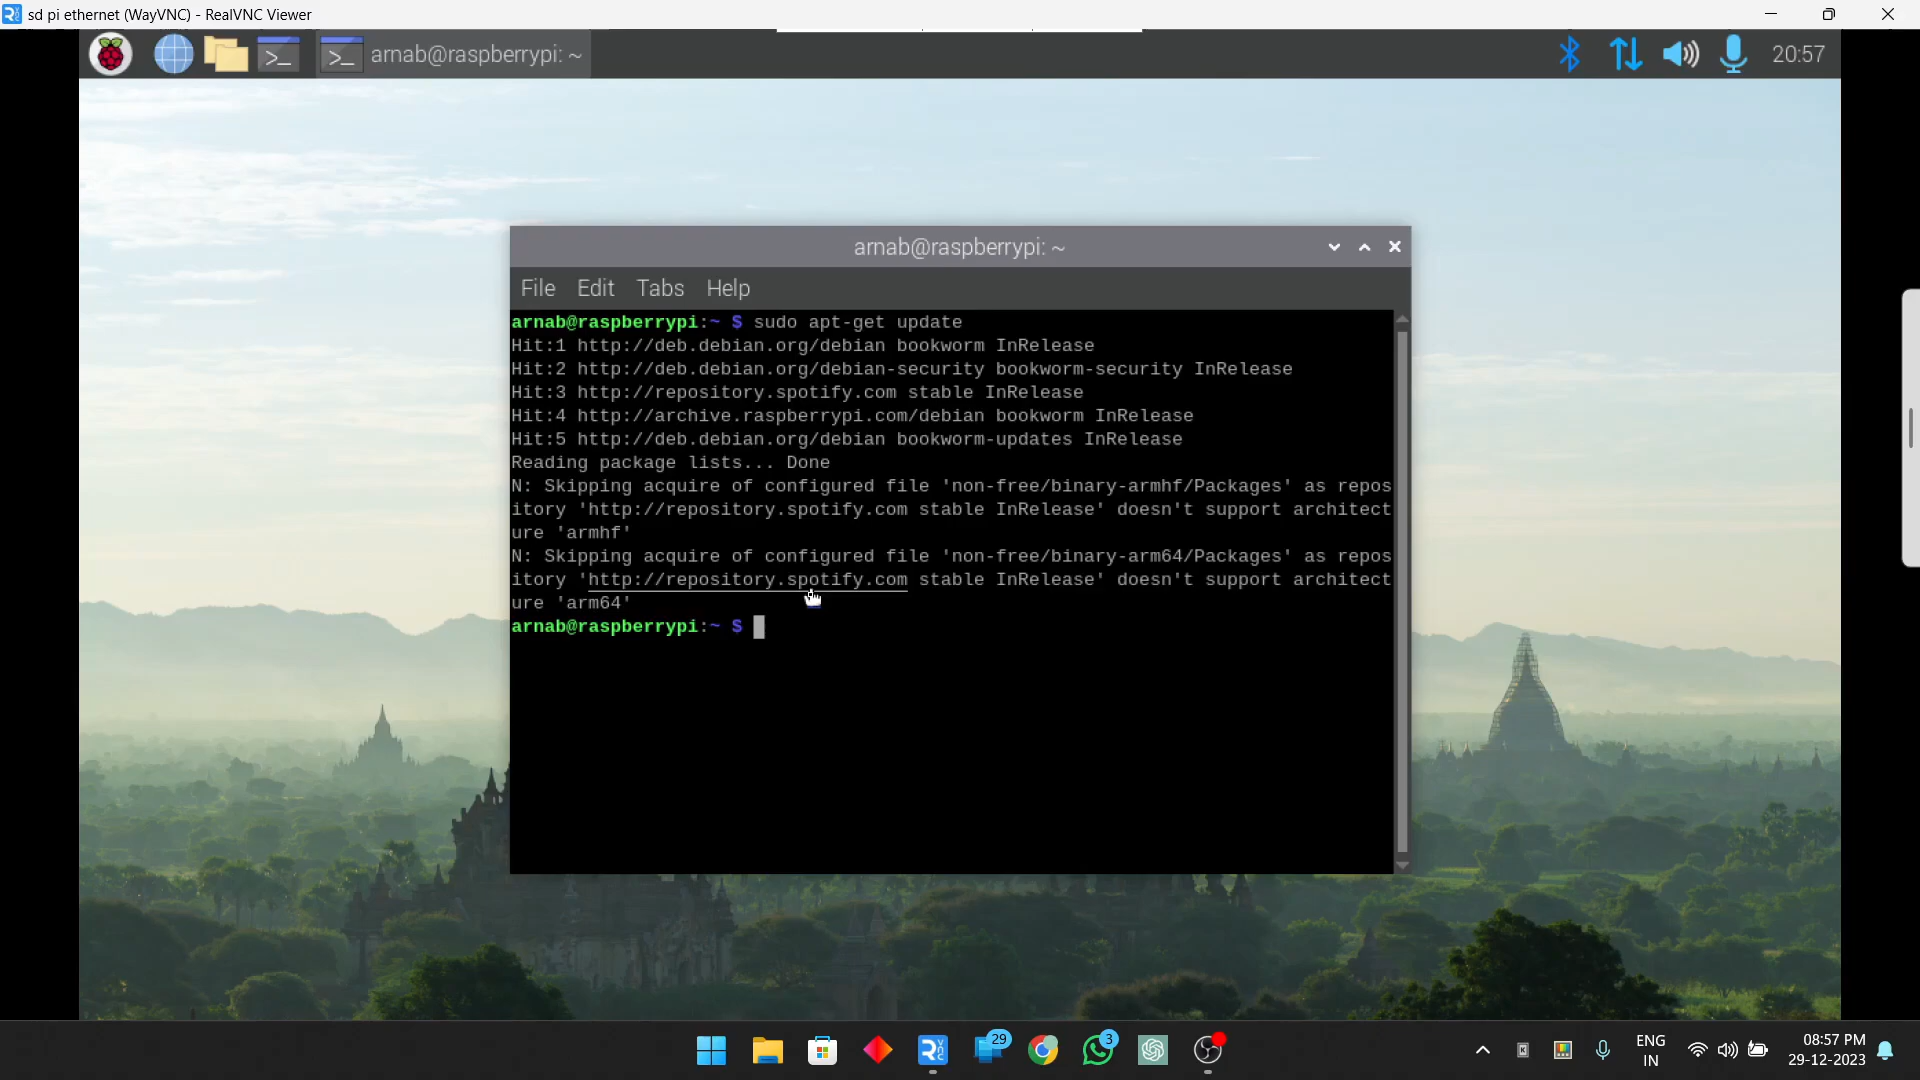 sd pi ethernet (WayVNC) - RealVNC Viewer
arnab@raspberrypi: ~
20:57
arnab@raspberrypi: ~
File Edit Tabs Help
arnab@raspberrypi:~ $ sudo apt-get update
Hit:1 http://deb.debian.org/debian bookworm InRelease
Hit:2 http://deb.debian.org/debian-security bookworm-security InRelease
Hit:3 http://repository.spotify.com stable InRelease
Hit:4 http://archive.raspberrypi.com/debian bookworm InRelease
Hit:5 http://deb.debian.org/debian bookworm-updates InRelease
Reading package lists... Done
N: Skipping acquire of configured file 'non-free/binary-armhf/Packages' as repos
itory 'http://repository.spotify.com stable InRelease' doesn't support architect
ure 'armhf'
N: Skipping acquire of configured file 'non-free/binary-arm64/Packages' as repos
itory 'http://repository.spotify.com stable InRelease' doesn't support architect
ure 'arm64'
arnab@raspberrypi:~ $
29
3
ENG
IN
08:57 PM
29-12-2023